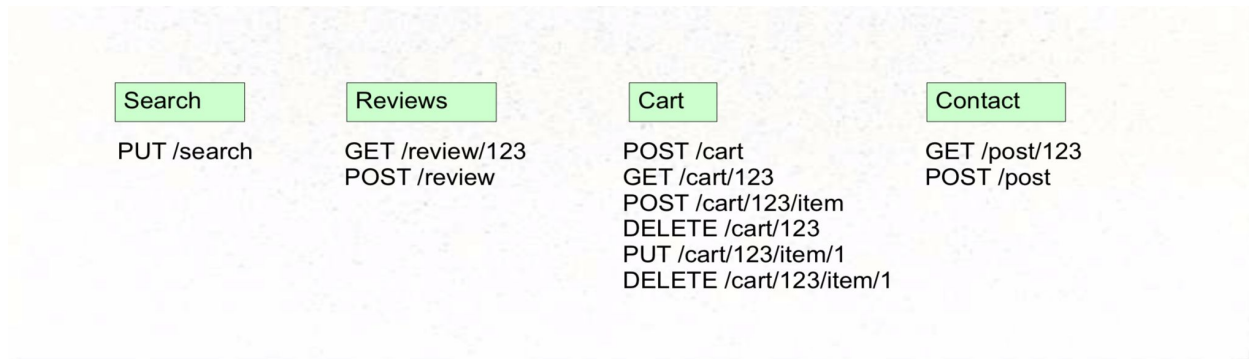 Search
PUT /search
Reviews
GET /review/123
POST /review
Cart
POST /cart
GET /cart/123
POST /cart/123/item
DELETE /cart/123
PUT /cart/123/item/1
DELETE /cart/123/item/1
Contact
GET /post/123
POST /post